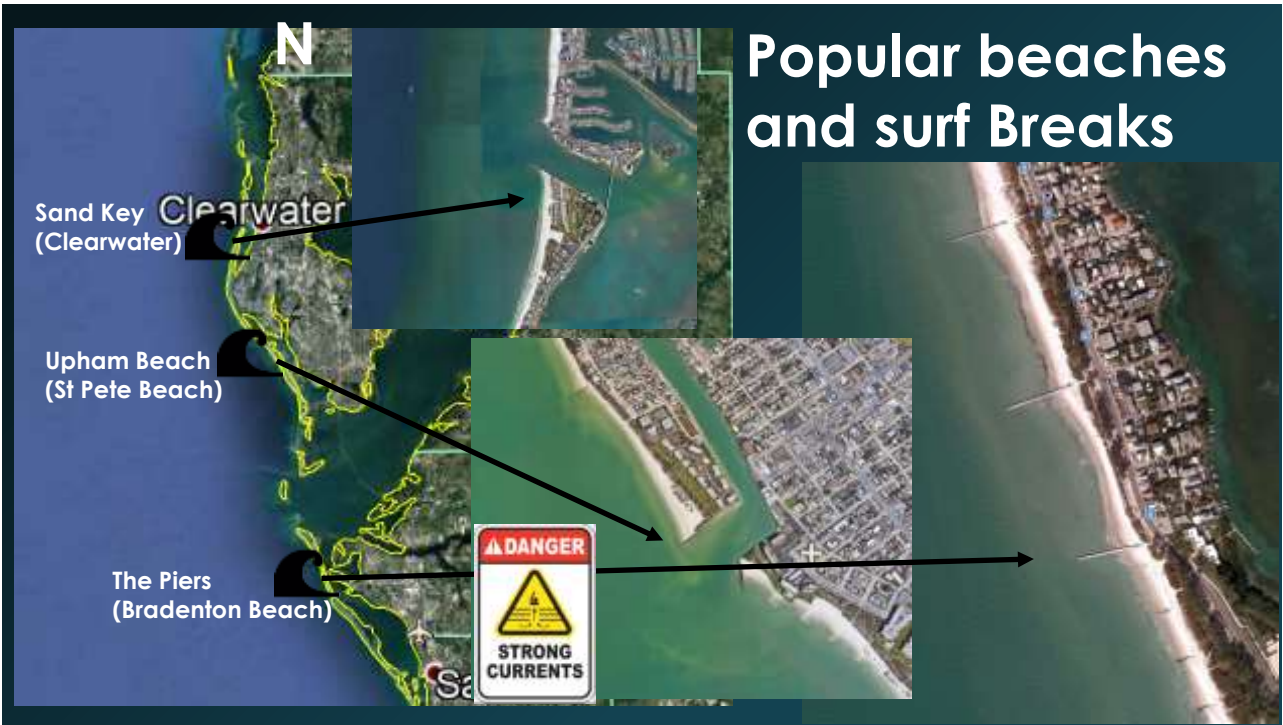 N
Popular beaches
and surf Breaks
Sand Key
(Clearwater)
Clearwater
Upham Beach
(St Pete Beach)
The Piers
(Bradenton Beach)
DANGER
STRONG
CURRENTS
Sa